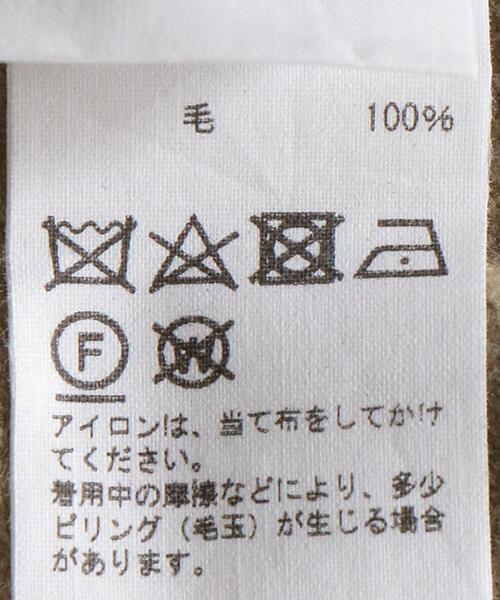 毛 100%
F W
アイロンは、当て布をしてかけ
てください。
着用中の摩擦などにより、多少
ピリング（毛玉）が生じる場合
があります。